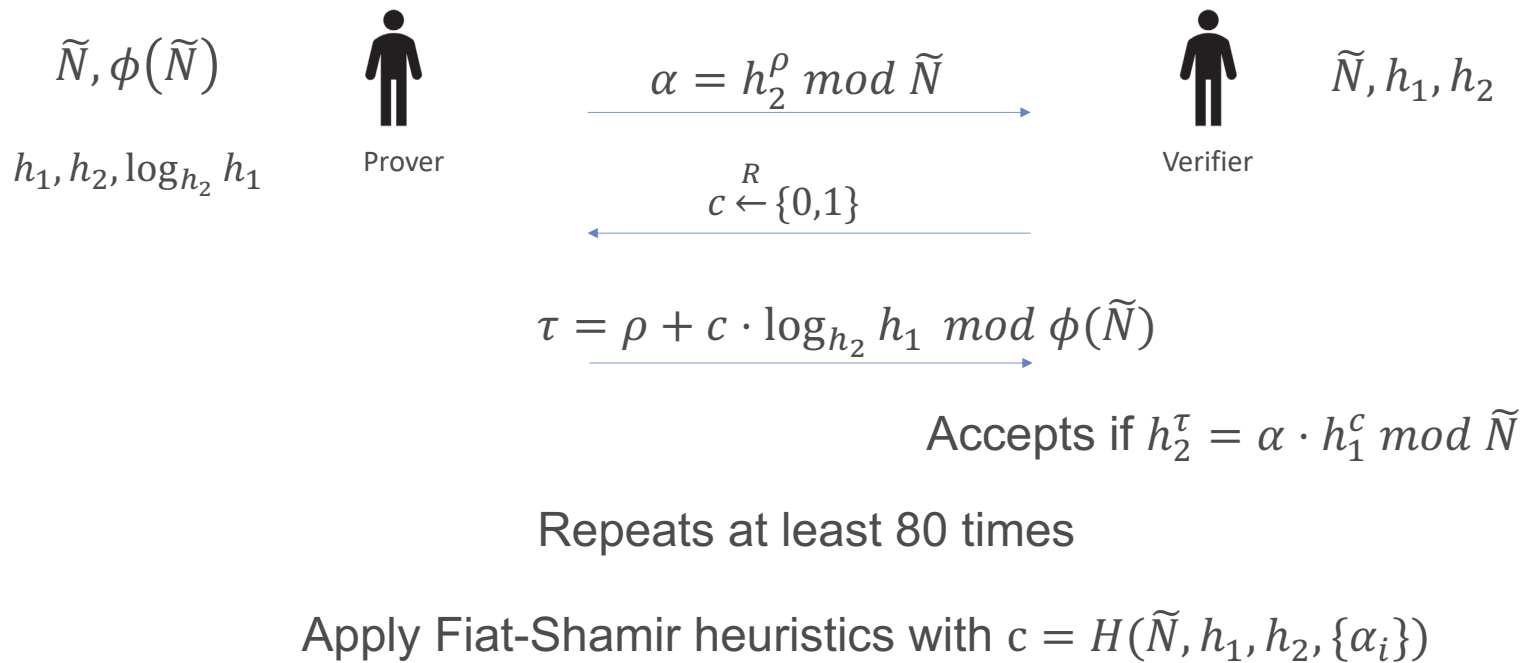 Ñ, ϕ(Ñ)
h₁, h₂, log_{h₂} h₁
Prover
α = h₂^ρ mod Ñ
Verifier
Ñ, h₁, h₂
c ←^R {0,1}
τ = ρ + c · log_{h₂} h₁ mod ϕ(Ñ)
Accepts if h₂^τ = α · h₁^c mod Ñ
Repeats at least 80 times
Apply Fiat-Shamir heuristics with c = H(Ñ, h₁, h₂, {α_i})